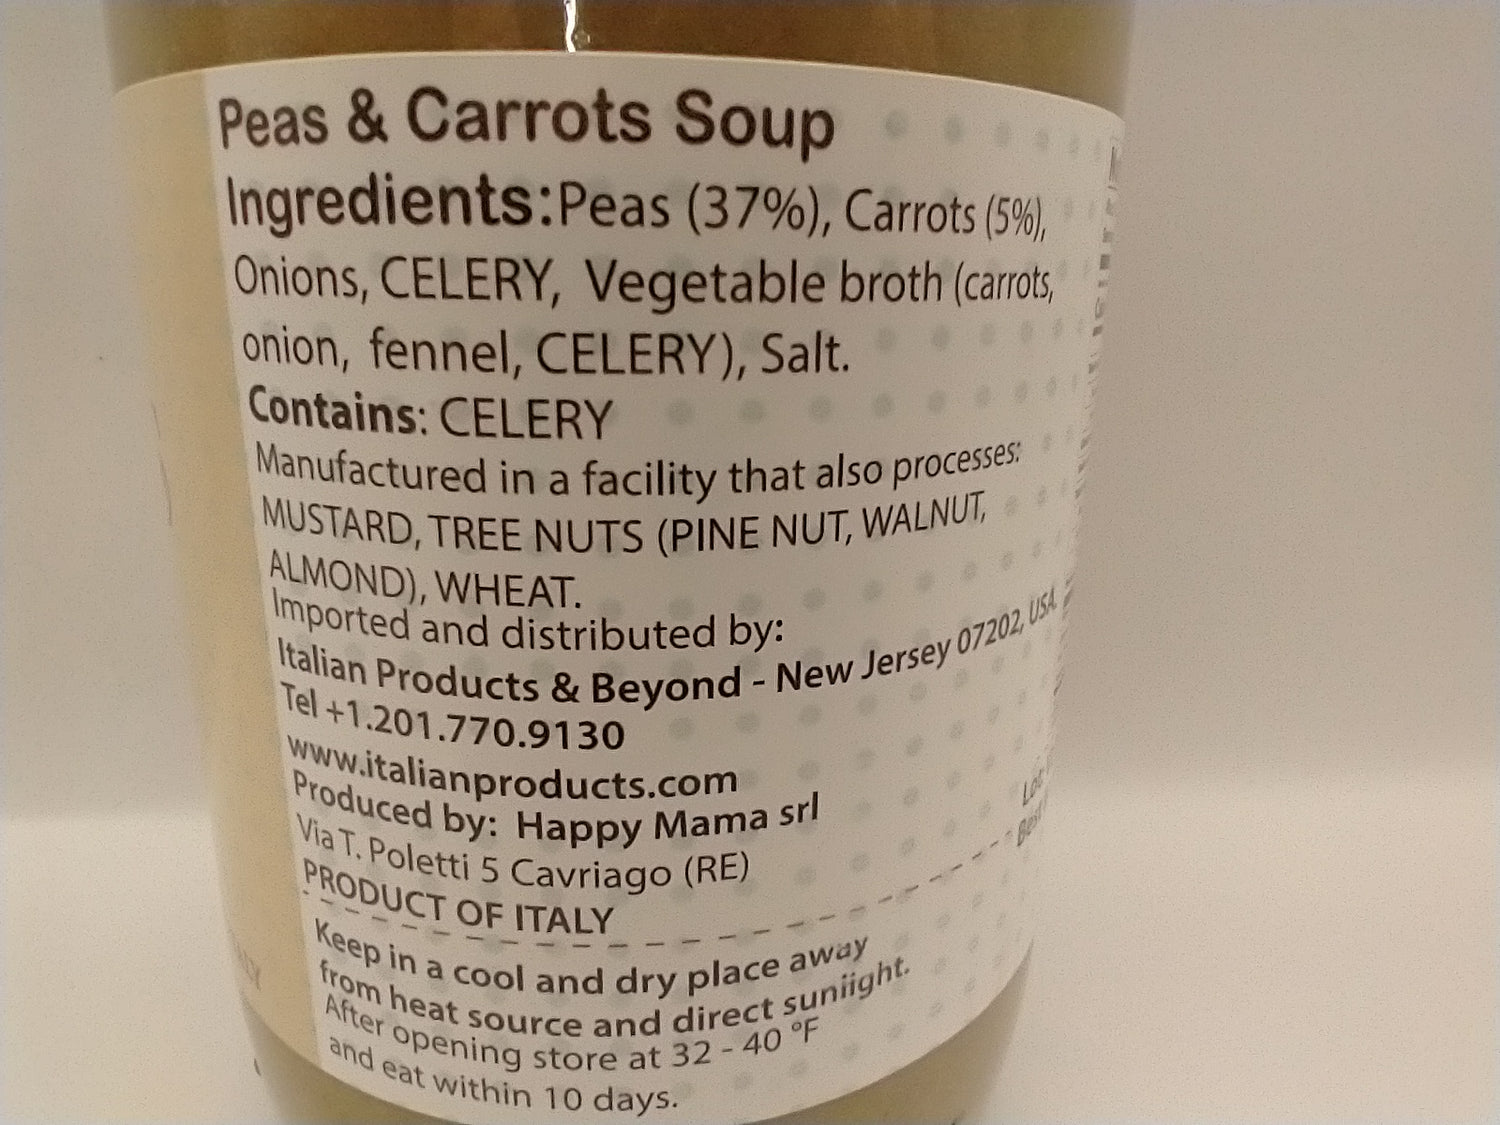 Peas & Carrots Soup
Ingredients:Peas (37%), Carrots (5%),
Onions, CELERY, Vegetable broth (carrots,
onion, fennel, CELERY), Salt.
Contains: CELERY
Manufactured in a facility that also processes:
MUSTARD, TREE NUTS (PINE NUT, WALNUT,
ALMOND), WHEAT.
Imported and distributed by:
Italian Products & Beyond - New Jersey 07202, USA
Tel +1.201.770.9130
www.italianproducts.com
Produced by: Happy Mama srl
Via T. Poletti 5 Cavriago (RE)
PRODUCT OF ITALY
Keep in a cool and dry place away
from heat source and direct suniight.
After opening store at 32 - 40 °F
and eat within 10 days.